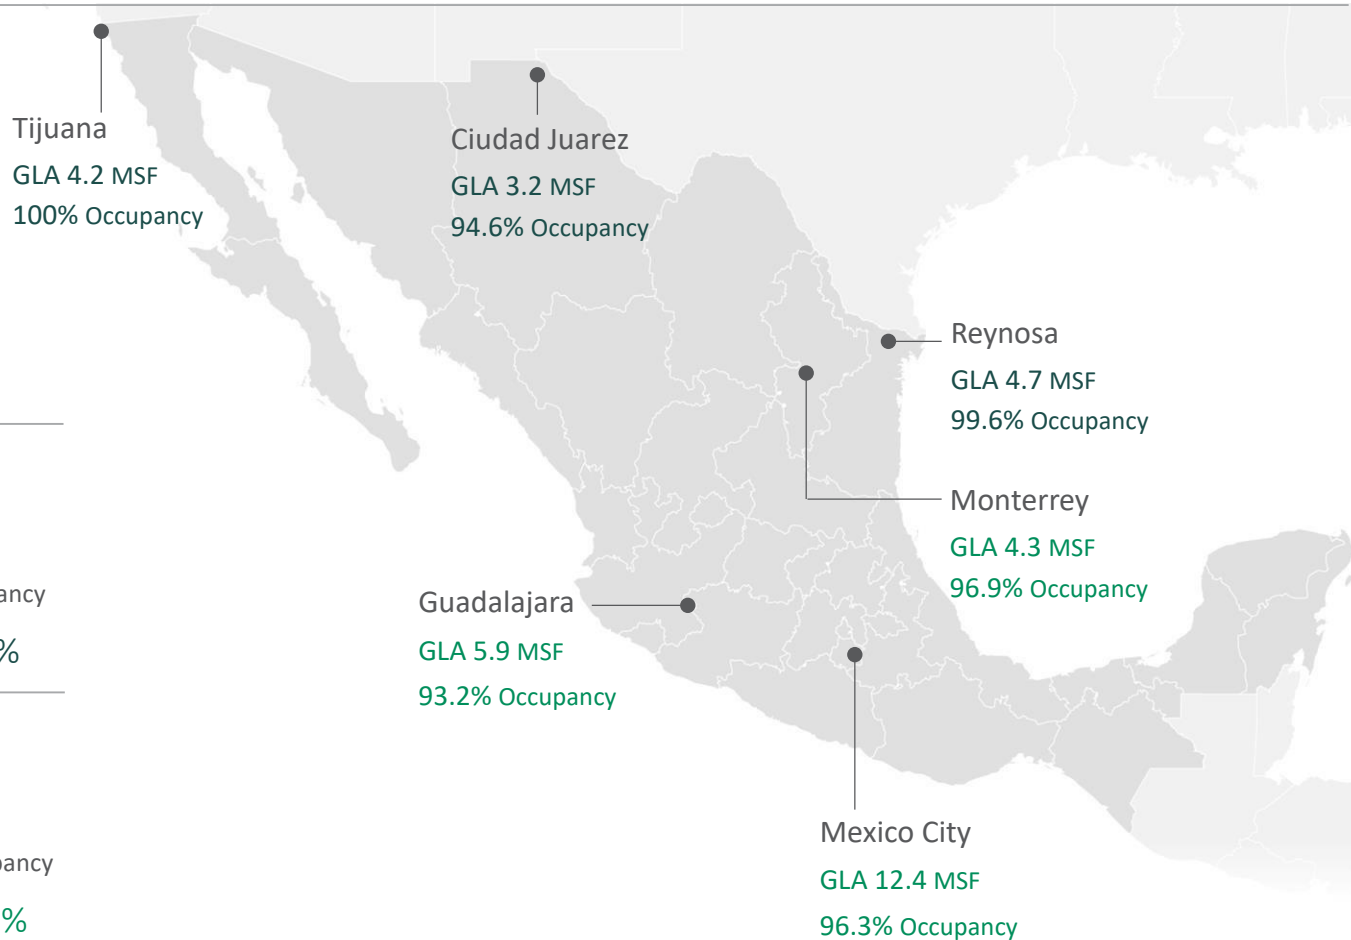 Tijuana
GLA 4.2 MSF
100% Occupancy
Ciudad Juarez
GLA 3.2 MSF
94.6% Occupancy
Reynosa
GLA 4.7 MSF
99.6% Occupancy
Monterrey
GLA 4.3 MSF
96.9% Occupancy
Guadalajara
GLA 5.9 MSF
93.2% Occupancy
Mexico City
GLA 12.4 MSF
96.3% Occupancy
%
%